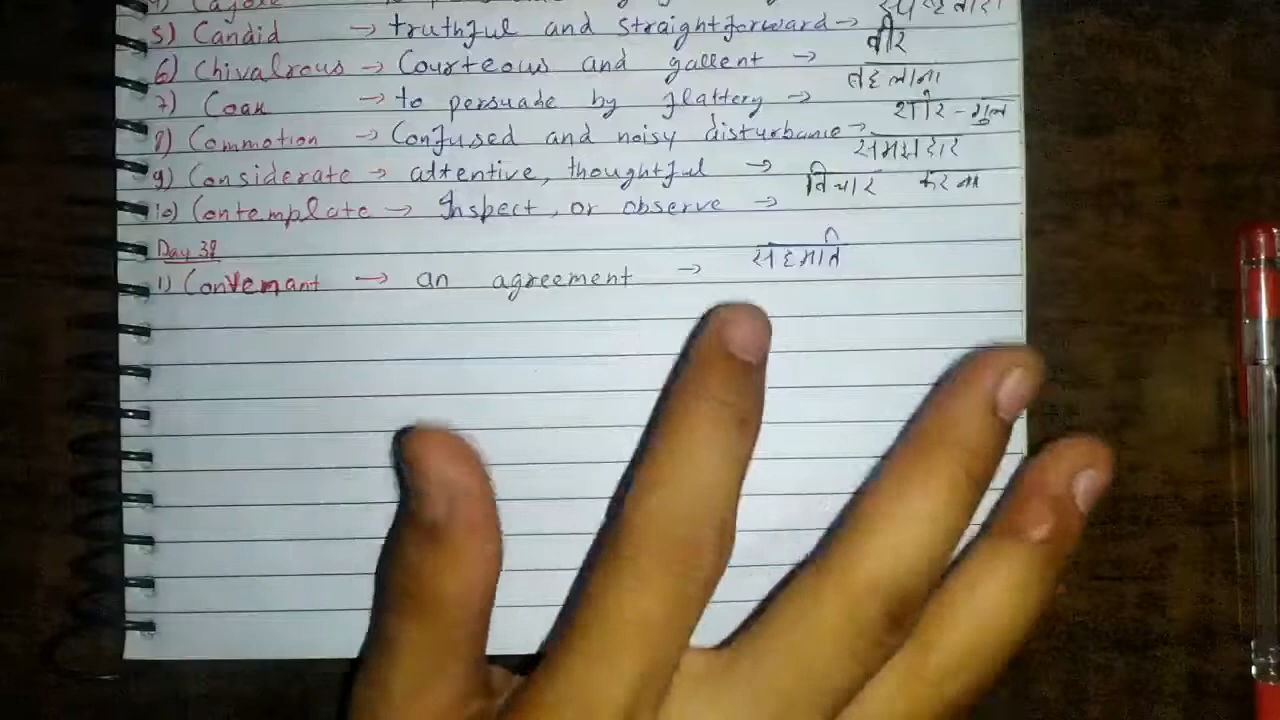 5) Candid → truthful and straightforward →
6) Chivalrous → Courteous and gallent → वीर
7) Coax → to persuade by flattery → तहलाना
8) Commotion → Confused and noisy disturbance → शोर-गुल
9) Considerate → attentive, thoughtful → समझदार
10) Contemplate → Inspect, or observe → विचार करना
Day 38
1) Convenant → an agreement → सहमति